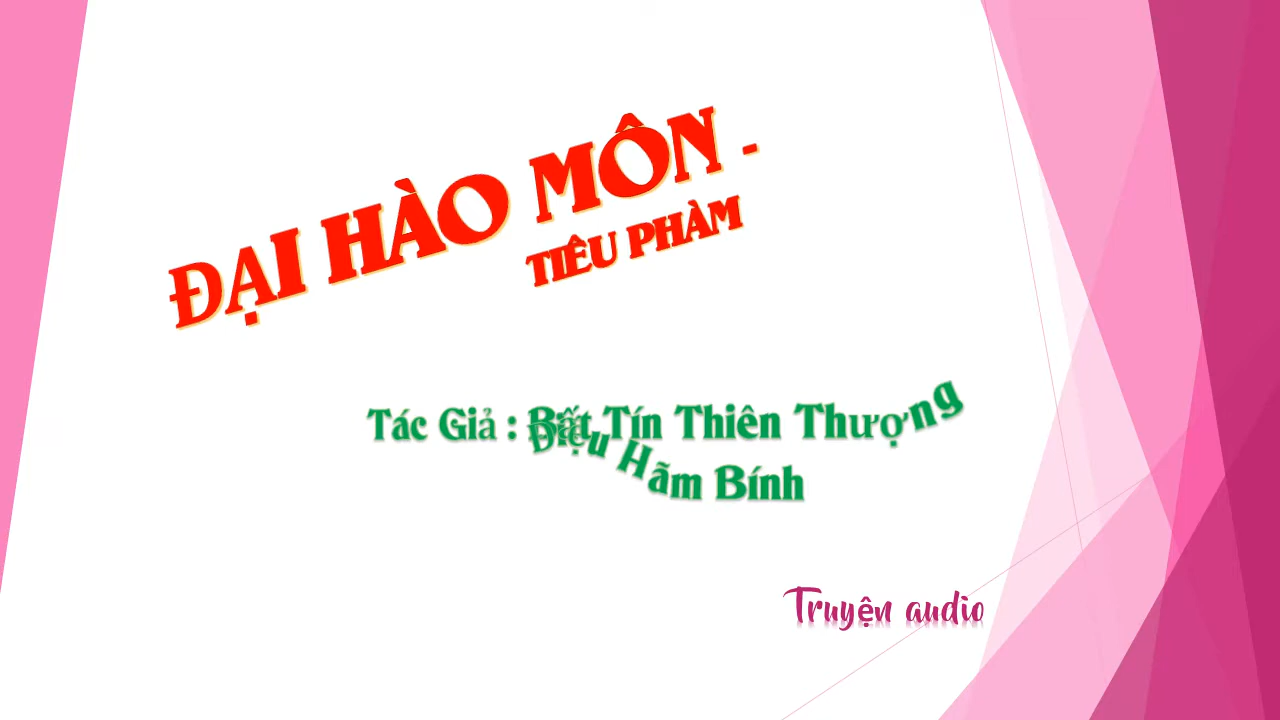 ĐẠI HÀO MÔN -
TIÊU PHÀM
Tác Giả : Bất Tín Thiên Thượng
Điệu Hãm Bính
Truyện audio